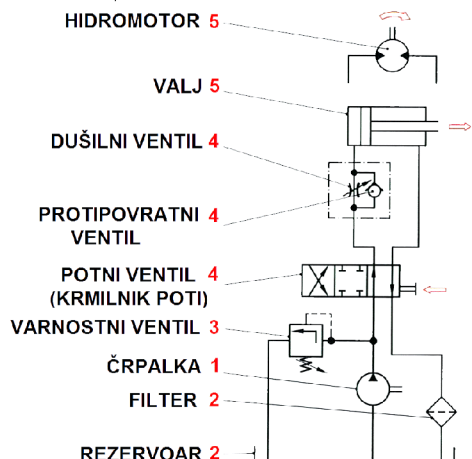 HIDROMOTOR 5
VALJ 5
DUŠILNI VENTIL 4
PROTIPOVRATNI 4
VENTIL
POTNI VENTIL 4
(KRMILNIK POTI)
VARNOSTNI VENTIL 3
ČRPALKA 1
FILTER 2
REZERVOAR 2